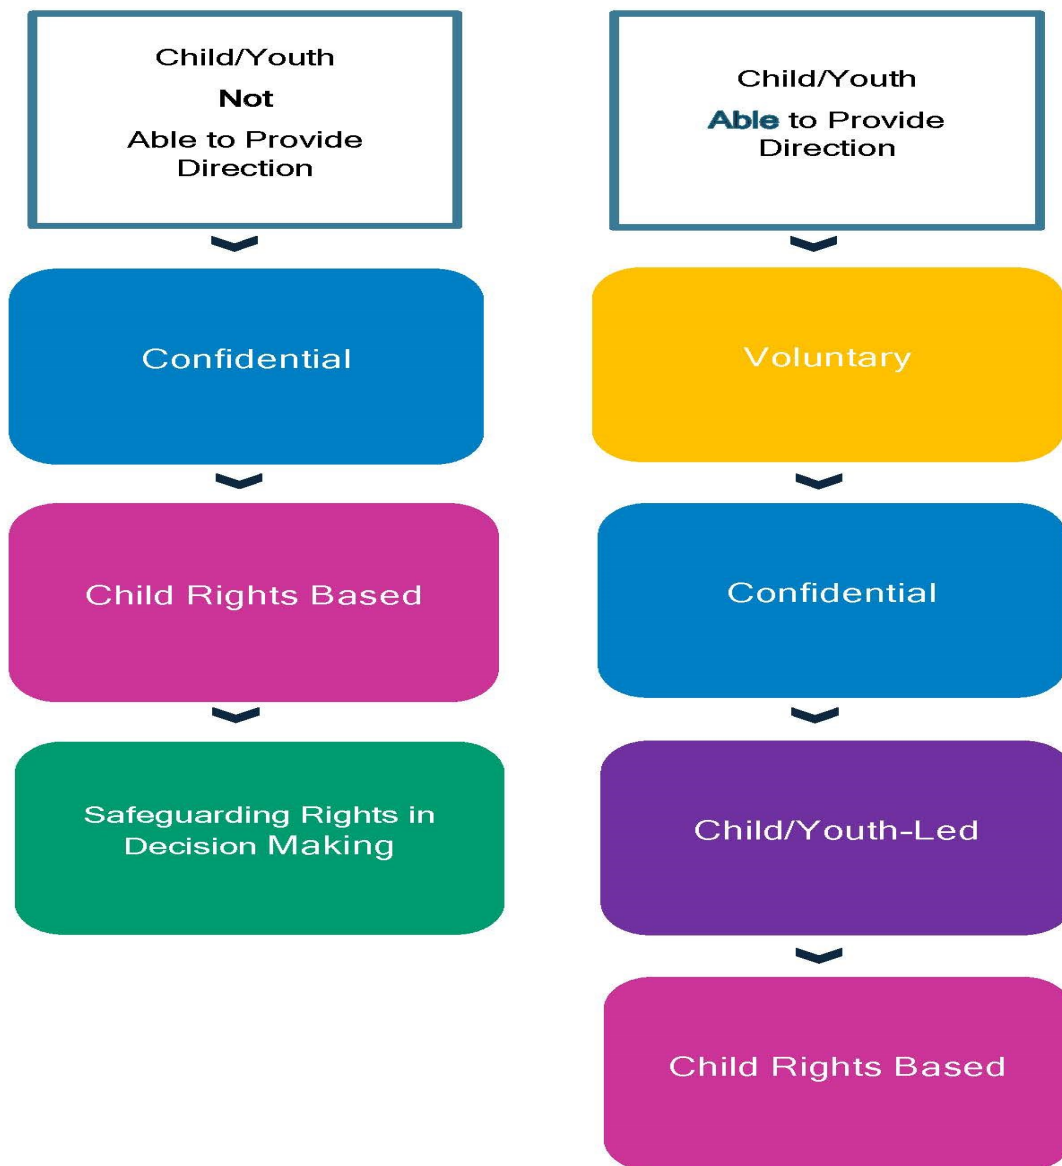 Child/Youth
Not
Able to Provide
Direction
Confidential
Child Rights Based
Safeguarding Rights in
Decision Making
Child/Youth
Able to Provide
Direction
Voluntary
Confidential
Child/Youth-Led
Child Rights Based